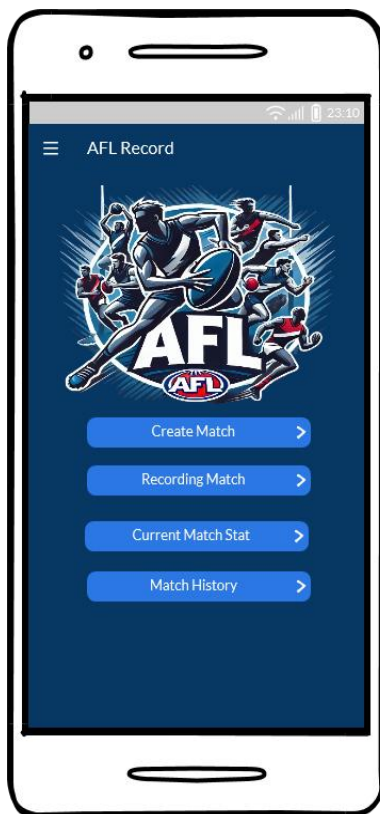 23:10
AFL Record
AFL
AFL
Create Match
Recording Match
Current Match Stat
Match History